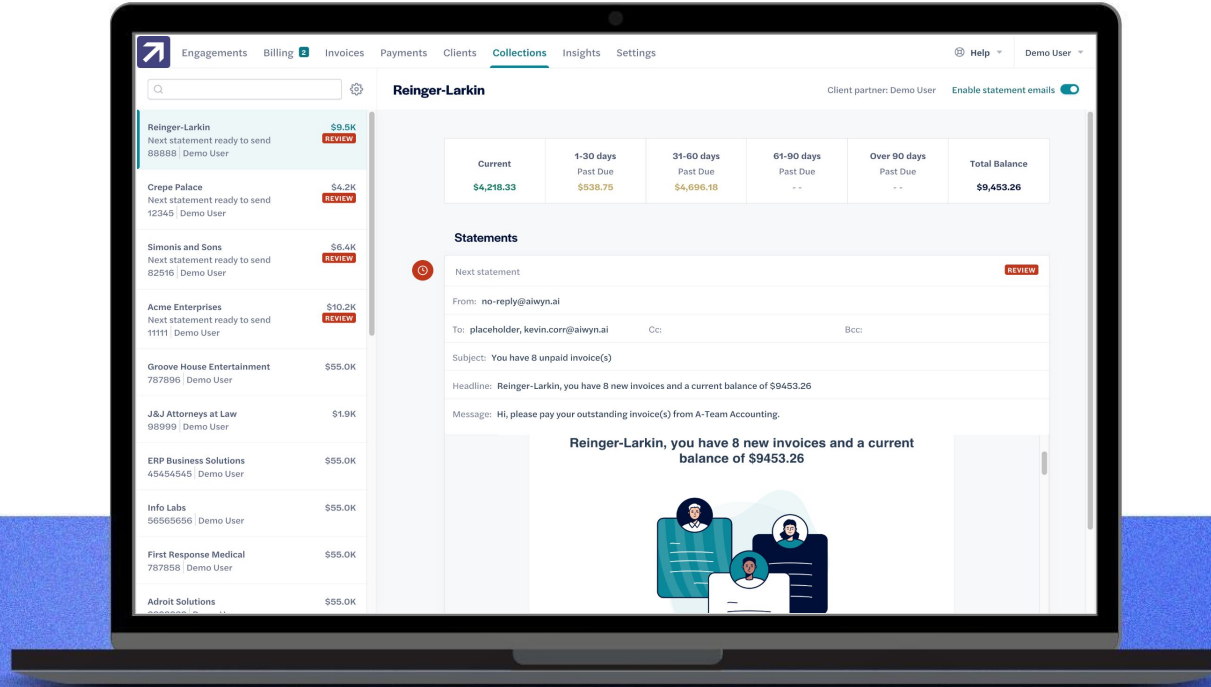 Engagements Billing 2 Invoices Payments Clients Collections Insights Settings Help Demo User
Reinger-Larkin Client partner: Demo User Enable statement emails
Reinger-Larkin $9.5K
Next statement ready to send REVIEW
88888 Demo User
Crepe Palace $4.2K
Next statement ready to send REVIEW
12345 Demo User
Simonis and Sons $6.4K
Next statement ready to send REVIEW
82516 Demo User
Acme Enterprises $10.2K
Next statement ready to send REVIEW
11111 Demo User
Groove House Entertainment $55.0K
787896 Demo User
J&J Attorneys at Law $1.9K
98999 Demo User
ERP Business Solutions $55.0K
45454545 Demo User
Info Labs $55.0K
56565656 Demo User
First Response Medical $55.0K
787858 Demo User
Adroit Solutions $55.0K
Current 1-30 days 31-60 days 61-90 days Over 90 days Total Balance
Past Due Past Due Past Due Past Due
$4,218.33 $538.75 $4,696.18 - - - - $9,453.26
Statements
Next statement REVIEW
From: no-reply@aiwyn.ai
To: placeholder, kevin.corr@aiwyn.ai Cc: Bcc:
Subject: You have 8 unpaid invoice(s)
Headline: Reinger-Larkin, you have 8 new invoices and a current balance of $9453.26
Message: Hi, please pay your outstanding invoice(s) from A-Team Accounting.
Reinger-Larkin, you have 8 new invoices and a current
balance of $9453.26